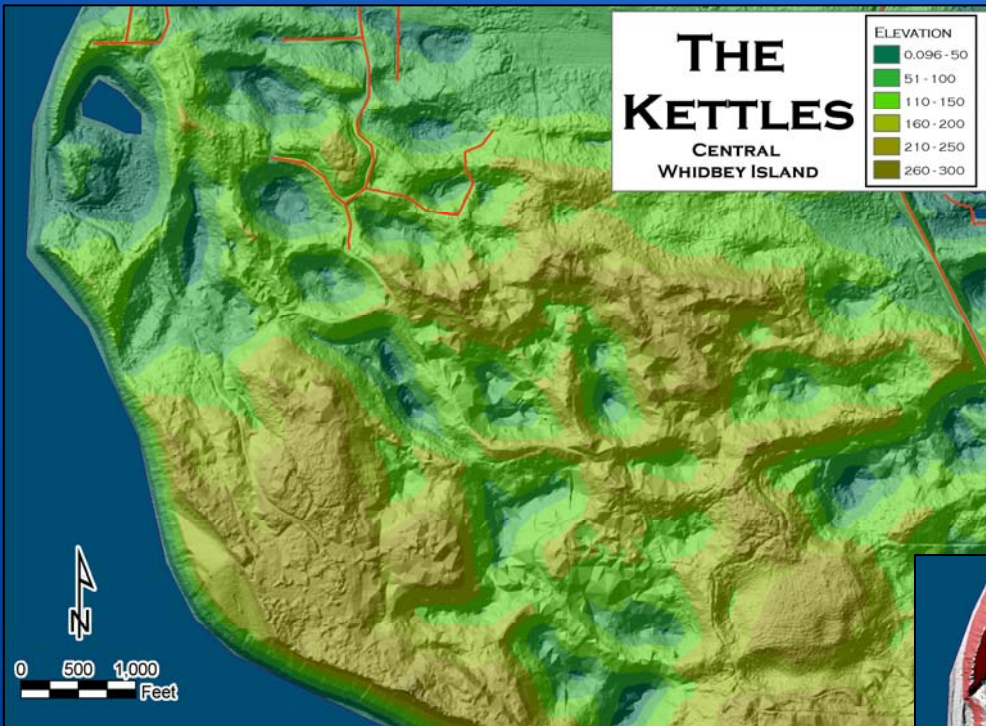 THE
KETTLES
CENTRAL
WHIDBEY ISLAND
ELEVATION
0.096 - 50
51 - 100
110 - 150
160 - 200
210 - 250
260 - 300
N
0 500 1,000
Feet